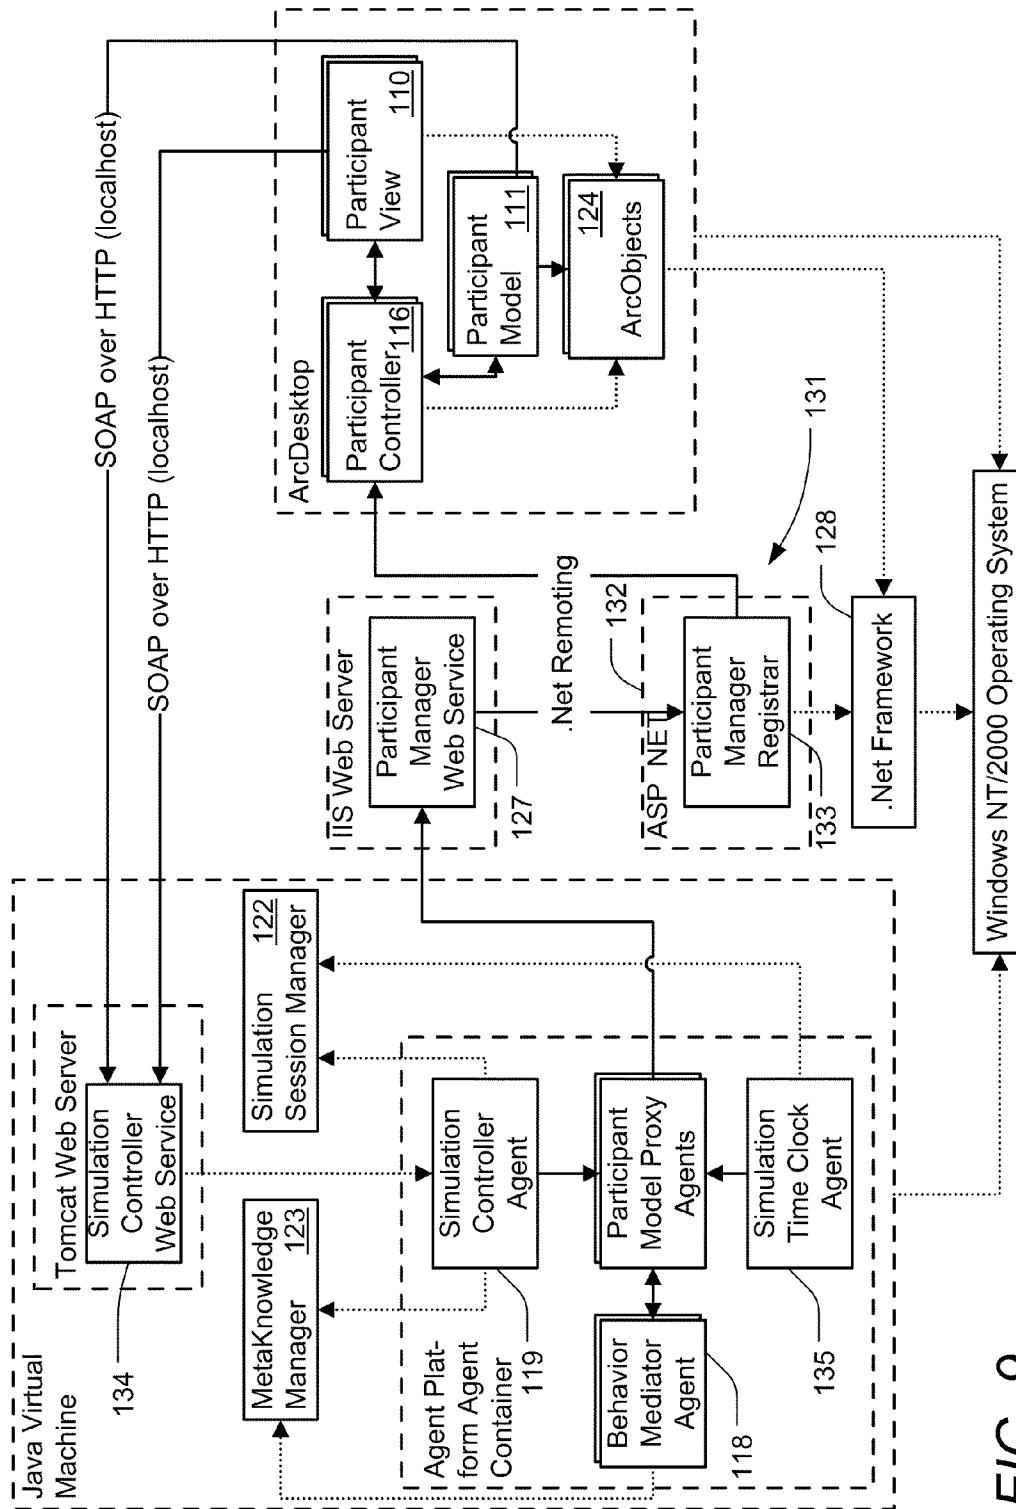 Java Virtual
Machine
Tomcat Web Server
Simulation
Controller
Web Service
134
SOAP over HTTP (localhost)
SOAP over HTTP (localhost)
MetaKnowledge
Manager 123
Simulation 122
Session Manager
Agent Plat-
form Agent
Container
119
Simulation
Controller
Agent
Behavior
Mediator
Agent
118
Participant
Model Proxy
Agents
Simulation
Time Clock
Agent
135
IIS Web Server
Participant
Manager
Web Service
127
.Net Remoting
132
ASP NET
Participant
Manager
Registrar
133
.Net Framework
128
131
ArcDesktop
Participant
Controller 116
Participant
View 110
Participant
Model 111
124
ArcObjects
Windows NT/2000 Operating System